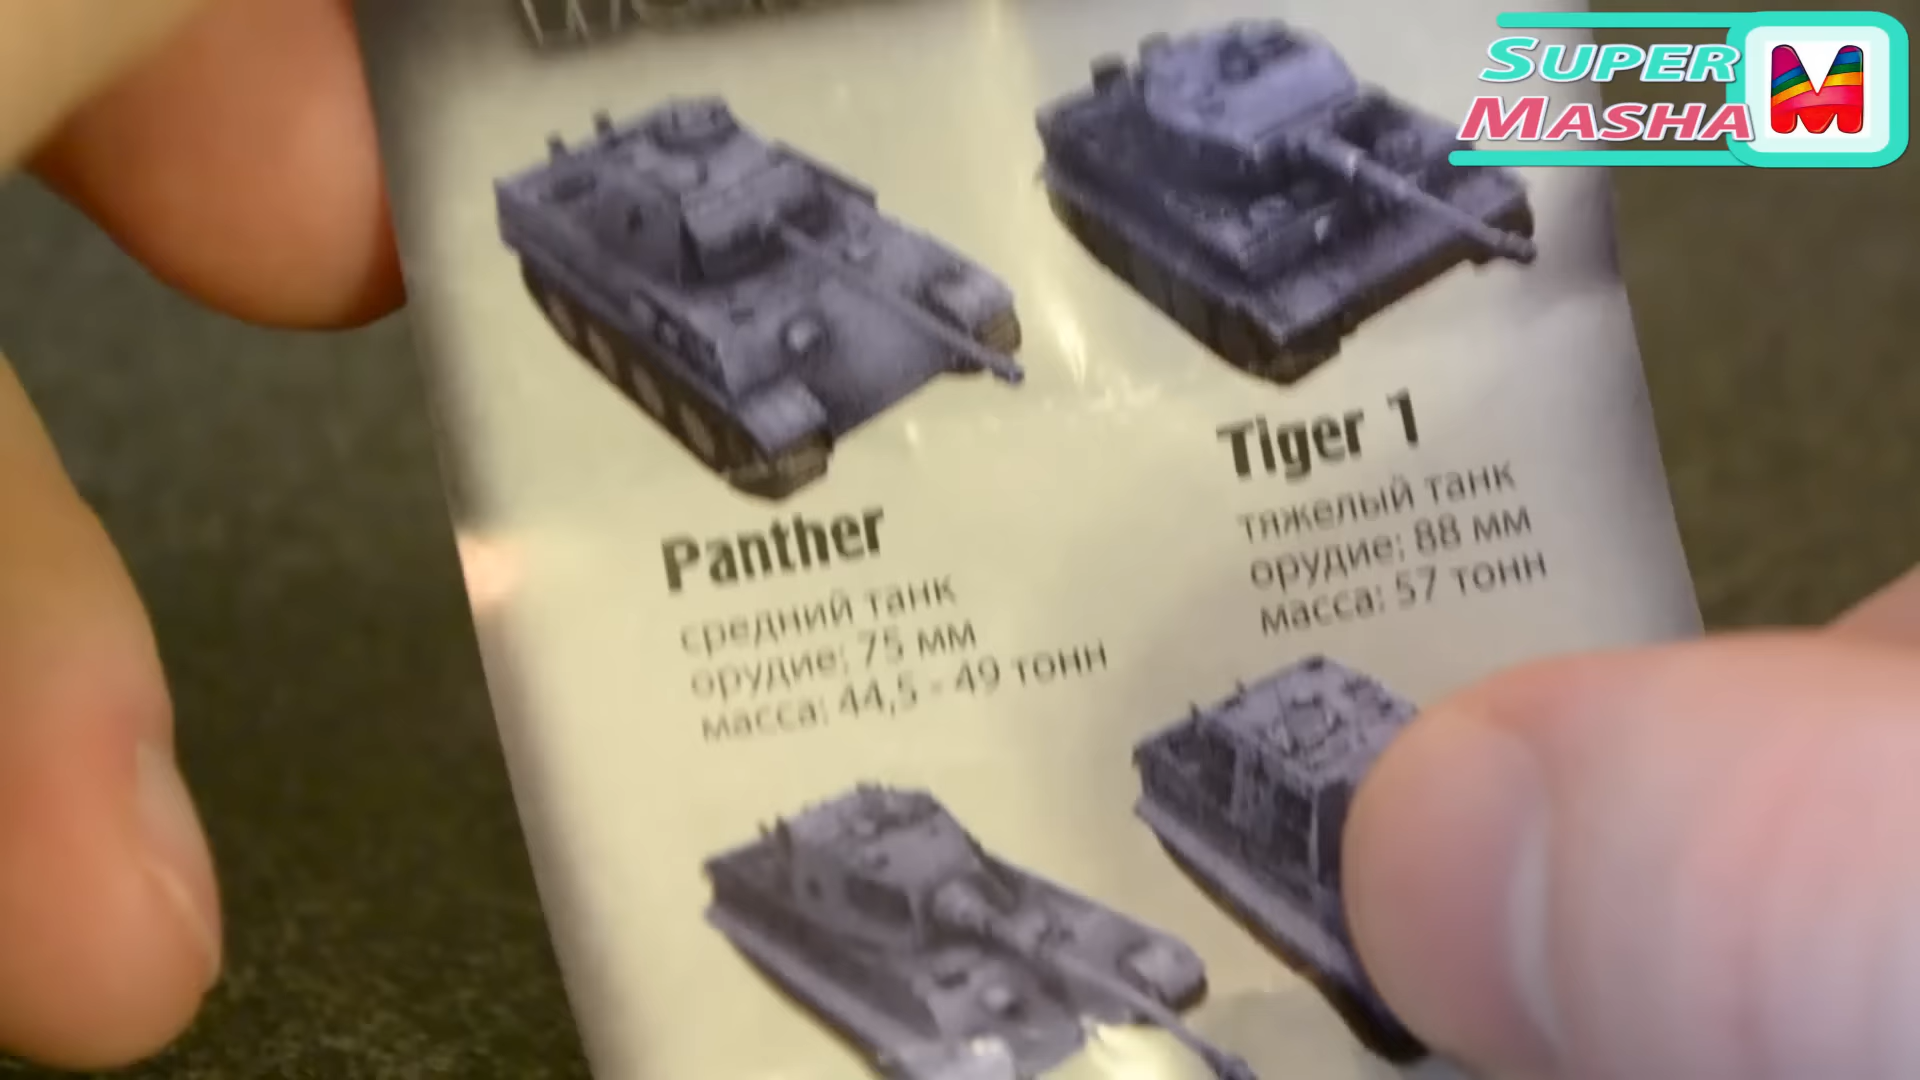 SUPER
MASHA
M
Tiger 1
тяжелый танк
орудие: 88 мм
масса: 57 тонн
Panther
средний танк
орудие: 75 мм
масса: 44,5 - 49 тонн